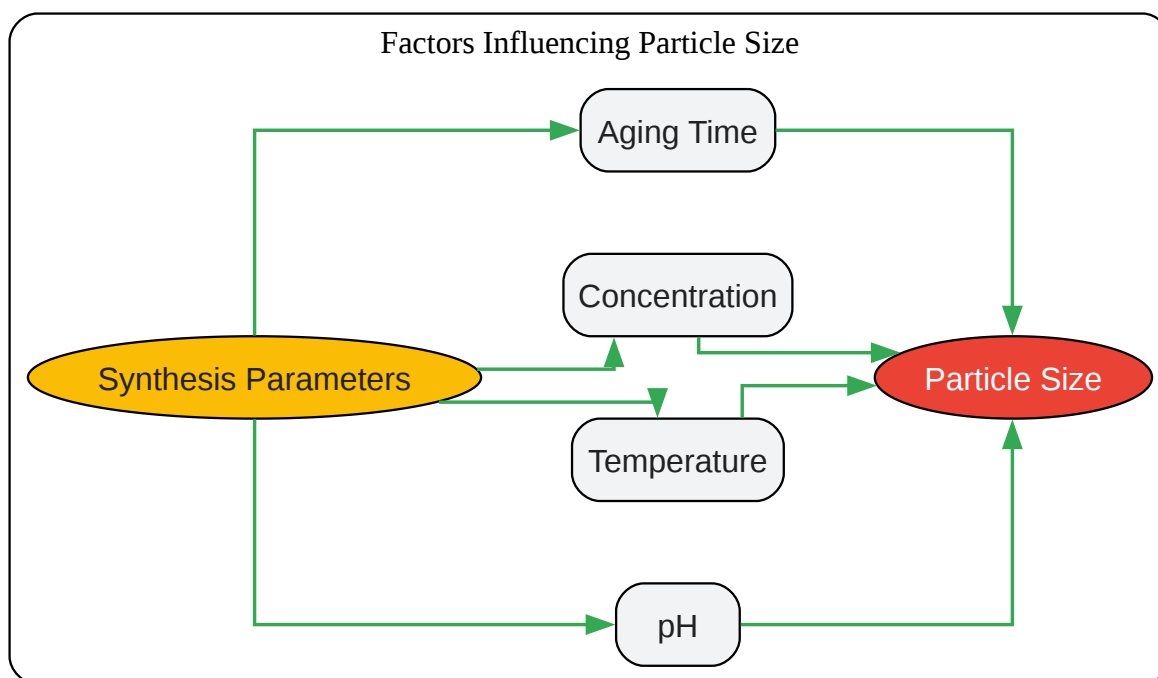 Factors Influencing Particle Size
Aging Time
Concentration
Synthesis Parameters
Particle Size
Temperature
pH